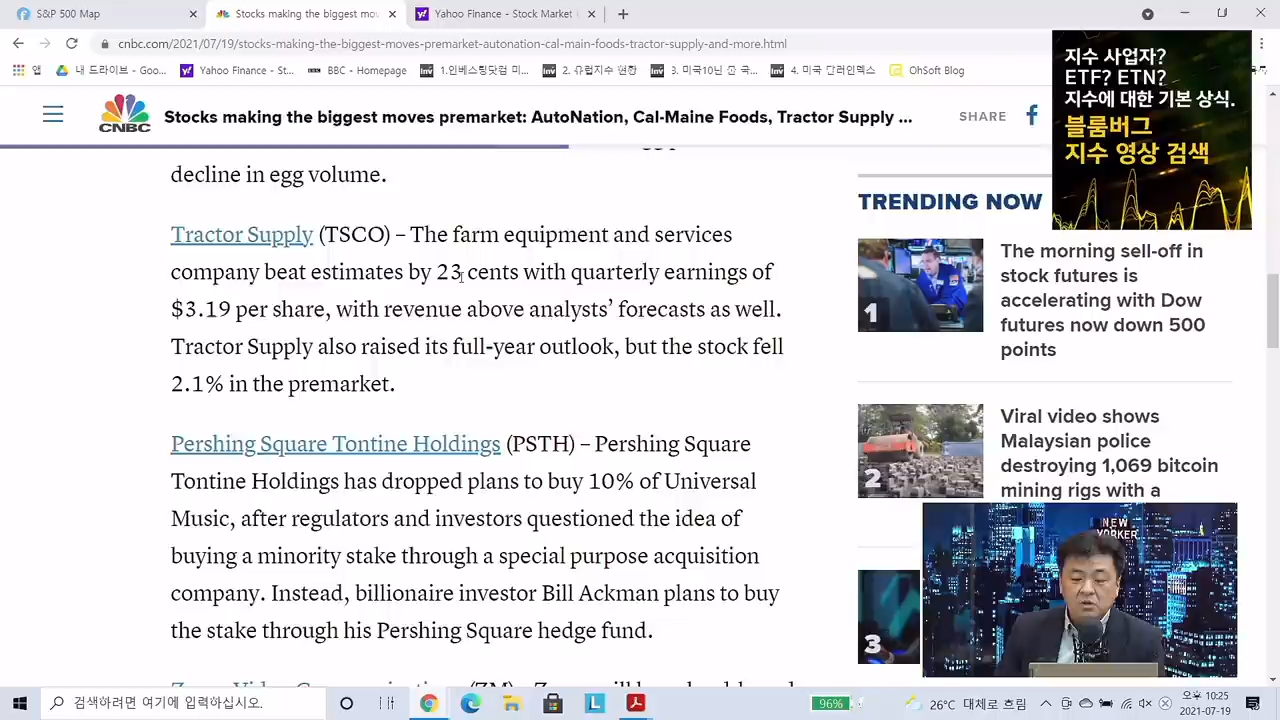 S&P 500 Map
Stocks making the biggest mov
Yahoo Finance - Stock Market
cnbc.com/2021/07/19/stocks-making-the-biggest-moves-premarket-autonation-cal-main-foods-tractor-supply-and-more.html
앱
내 드라이브 - Goo...
Yahoo Finance - St...
BBC - Homepage
1.인베스팅닷컴 미...
2. 유럽지수 현황
3. 미국10년 존 국...
4. 미국 달러인덱스
OhSoft Blog
CNBC
Stocks making the biggest moves premarket: AutoNation, Cal-Maine Foods, Tractor Supply ...
SHARE
지수 사업자?
ETF? ETN?
지수에 대한 기본 상식.
블룸버그
지수 영상 검색
decline in egg volume.
Tractor Supply (TSCO) – The farm equipment and services
company beat estimates by 23 cents with quarterly earnings of
$3.19 per share, with revenue above analysts’ forecasts as well.
Tractor Supply also raised its full-year outlook, but the stock fell
2.1% in the premarket.
Pershing Square Tontine Holdings (PSTH) – Pershing Square
Tontine Holdings has dropped plans to buy 10% of Universal
Music, after regulators and investors questioned the idea of
buying a minority stake through a special purpose acquisition
company. Instead, billionaire investor Bill Ackman plans to buy
the stake through his Pershing Square hedge fund.
TRENDING NOW
1
The morning sell-off in
stock futures is
accelerating with Dow
futures now down 500
points
2
Viral video shows
Malaysian police
destroying 1,069 bitcoin
mining rigs with a
3
NEW
YORKER
검색하려면 여기에 입력하십시오.
96%
26°C 대체로 흐림
오후 10:25
2021-07-19